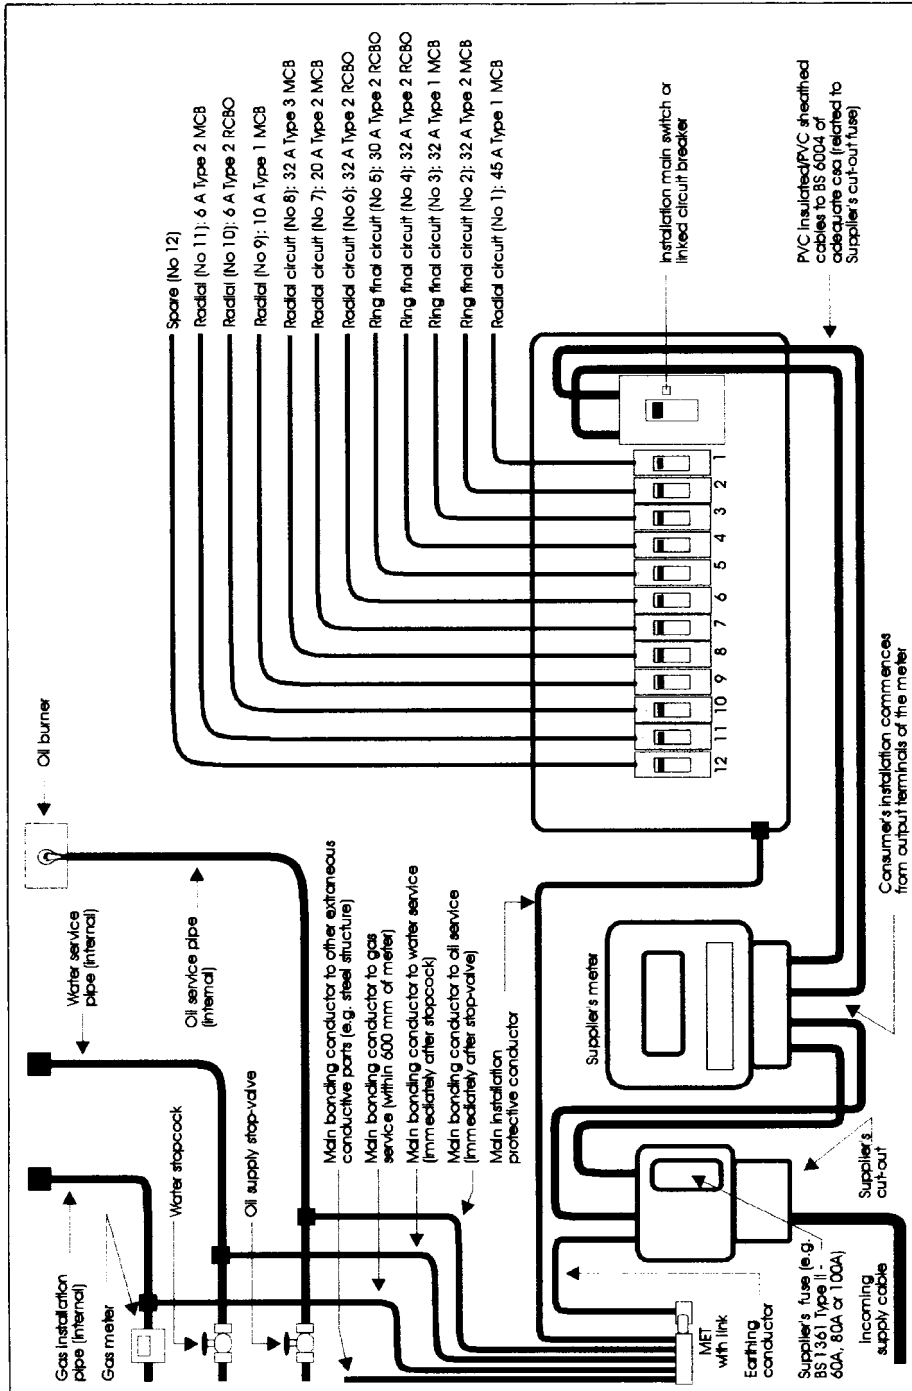 Gas installation
pipe (internal)
Gas meter
Water stopcock
Oil supply stop-valve
Water service
pipe (internal)
Oil service pipe
(internal)
Oil burner
Main bonding conductor to other extraneous
conductive parts (e.g. steel structure)
Main bonding conductor to gas
service (within 600 mm of meter)
Main bonding conductor to water service
(immediately after stopcock)
Main bonding conductor to oil service
(immediately after stop-valve)
Main installation
protective conductor
Spare (No 12)
Radial (No 11): 6 A Type 2 MCB
Radial (No 10): 6 A Type 2 RCBO
Radial (No 9): 10 A Type 1 MCB
Radial circuit (No 8): 32 A Type 3 MCB
Radial circuit (No 7): 20 A Type 2 MCB
Radial circuit (No 6): 32 A Type 2 RCBO
Ring final circuit (No 5): 30 A Type 2 RCBO
Ring final circuit (No 4): 32 A Type 2 RCBO
Ring final circuit (No 3): 32 A Type 1 MCB
Ring final circuit (No 2): 32 A Type 2 MCB
Radial circuit (No 1): 45 A Type 1 MCB
12 11 10 9 8 7 6 5 4 3 2 1
Installation main switch or
linked circuit breaker
PVC insulated/PVC sheathed
cables to BS 6004 of
adequate csa (related to
Supplier's cut-out fuse)
MET
with link
Earthing
conductor
Supplier's fuse (e.g.
BS 1361 Type II -
60A, 80A or 100A)
Incoming
supply cable
Supplier's
cut-out
Supplier's meter
Consumer's installation commences
from output terminals of the meter